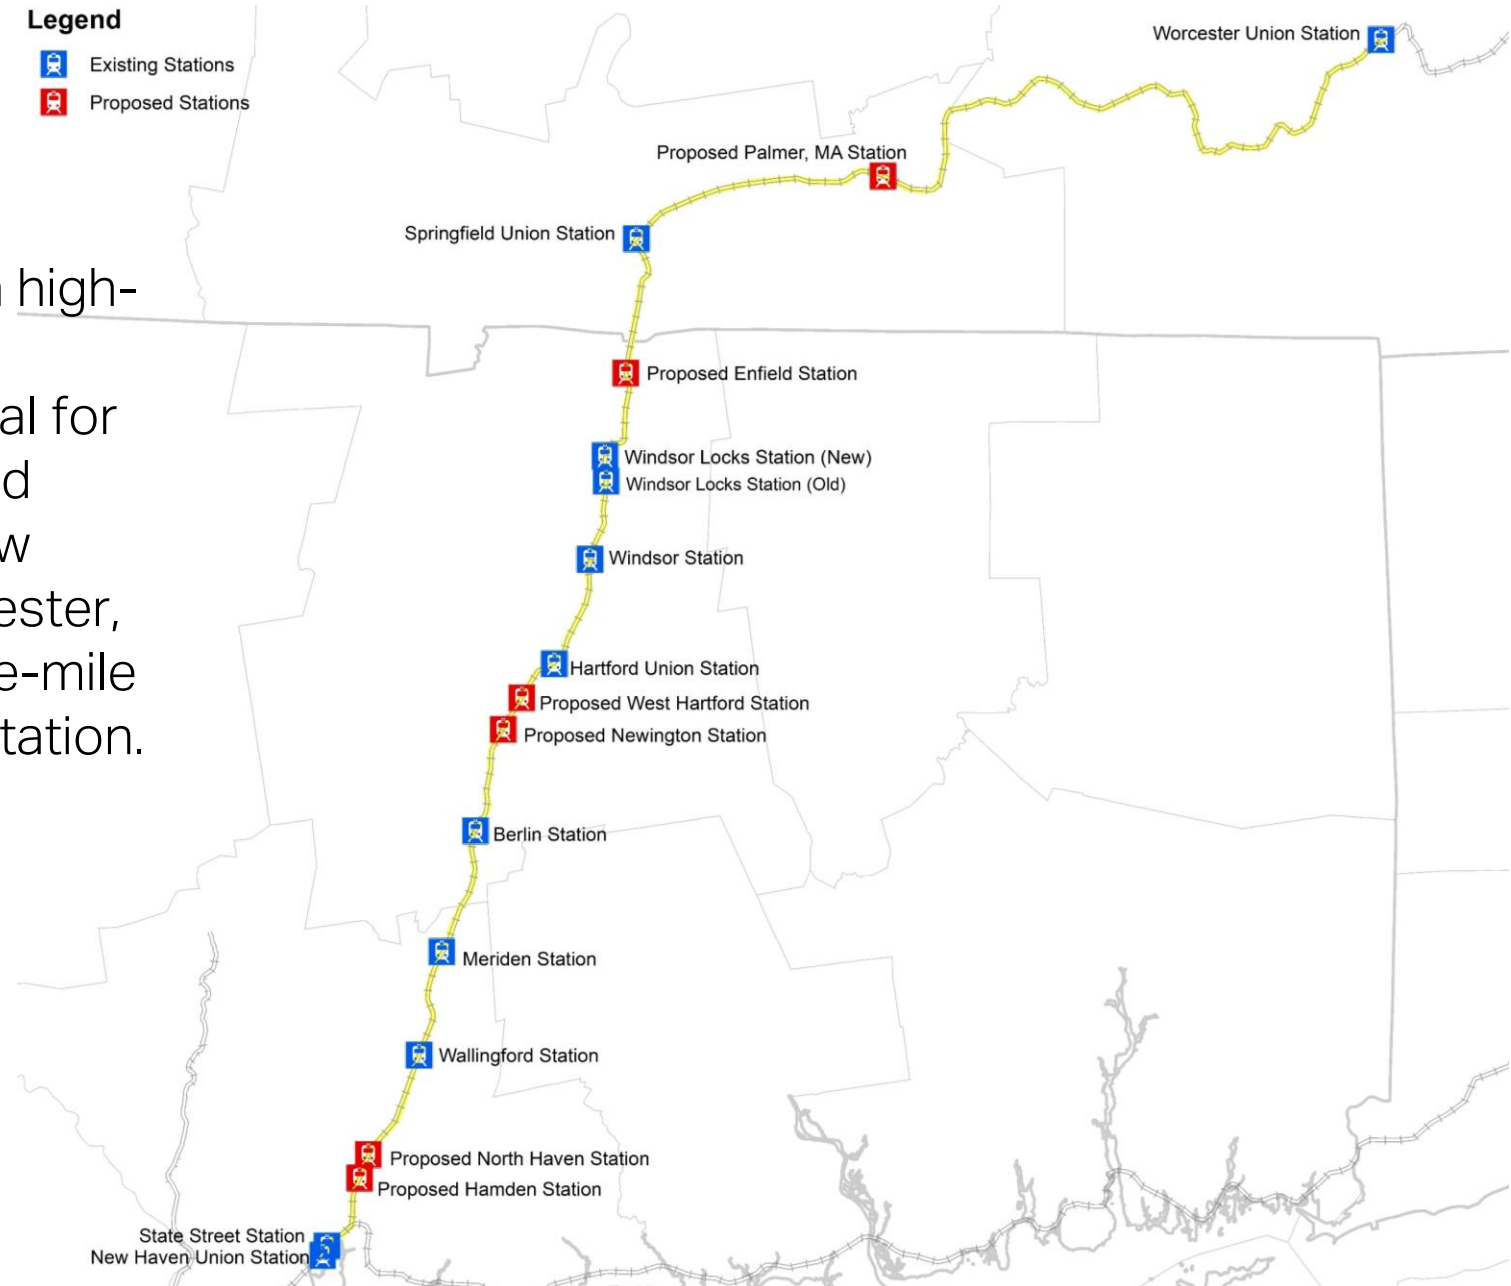 Legend
Existing Stations
Proposed Stations
high-
al for
d
w
ester,
e-mile
tation.
Worcester Union Station
Proposed Palmer, MA Station
Springfield Union Station
Proposed Enfield Station
Windsor Locks Station (New)
Windsor Locks Station (Old)
Windsor Station
Hartford Union Station
Proposed West Hartford Station
Proposed Newington Station
Berlin Station
Meriden Station
Wallingford Station
Proposed North Haven Station
Proposed Hamden Station
State Street Station
New Haven Union Station